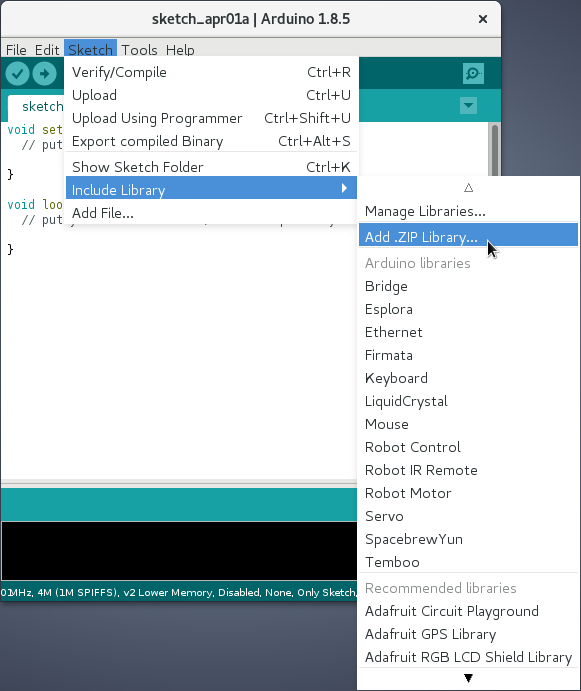 sketch_apr01a | Arduino 1.8.5
File Edit Sketch Tools Help
Verify/Compile Ctrl+R
Upload Ctrl+U
Upload Using Programmer Ctrl+Shift+U
Export compiled Binary Ctrl+Alt+S
Show Sketch Folder Ctrl+K
Include Library
Add File...
sketch
void set
// put
}
void loo
// put
}
Manage Libraries...
Add .ZIP Library...
Arduino libraries
Bridge
Esplora
Ethernet
Firmata
Keyboard
LiquidCrystal
Mouse
Robot Control
Robot IR Remote
Robot Motor
Servo
SpacebrewYun
Temboo
Recommended libraries
Adafruit Circuit Playground
Adafruit GPS Library
Adafruit RGB LCD Shield Library
MHz, 4M (1M SPIFFS), v2 Lower Memory, Disabled, None, Only Sketch,